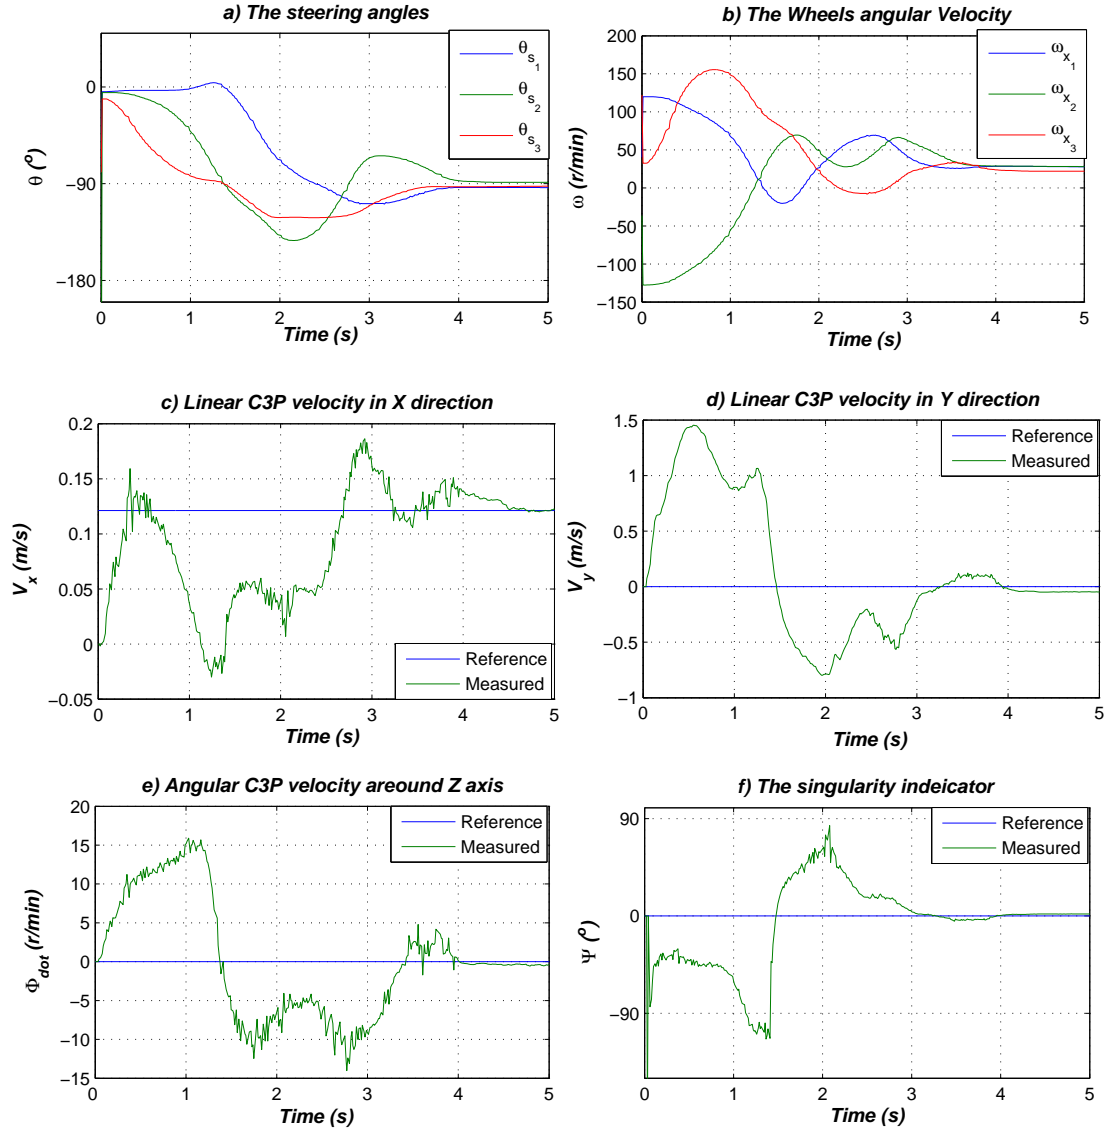 a) The steering angles
θs1
θs2
θs3
0
−90
−180
θ (º)
0 1 2 3 4 5
Time (s)
b) The Wheels angular Velocity
ωx1
ωx2
ωx3
200
150
100
50
0
−50
−100
−150
ω (r/min)
0 1 2 3 4 5
Time (s)
c) Linear C3P velocity in X direction
0.2
0.15
0.1
0.05
0
−0.05
Vx (m/s)
Reference
Measured
0 1 2 3 4 5
Time (s)
d) Linear C3P velocity in Y direction
Reference
Measured
1.5
1
0.5
0
−0.5
−1
Vy (m/s)
0 1 2 3 4 5
Time (s)
e) Angular C3P velocity areound Z axis
Reference
Measured
20
15
10
5
0
−5
−10
−15
Φdot (r/min)
0 1 2 3 4 5
Time (s)
f) The singularity indeicator
Reference
Measured
90
0
−90
Ψ (º)
0 1 2 3 4 5
Time (s)